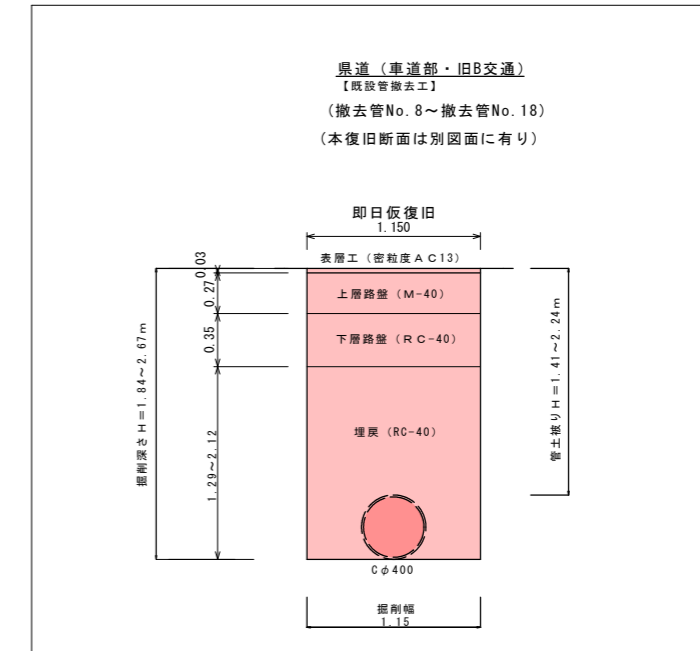 県道（車道部・旧B交通）
【既設管撤去工】
（撤去管No.8～撤去管No.18）
（本復旧断面は別図面に有り）
即日仮復旧
1.150
表層工（密粒度AC13）
0.03
上層路盤（M-40）
0.27
下層路盤（RC-40）
0.35
埋戻（RC-40）
1.29～2.12
掘削深さH=1.84～2.67m
管土被りH=1.41～2.24m
Cφ400
掘削幅
1.15